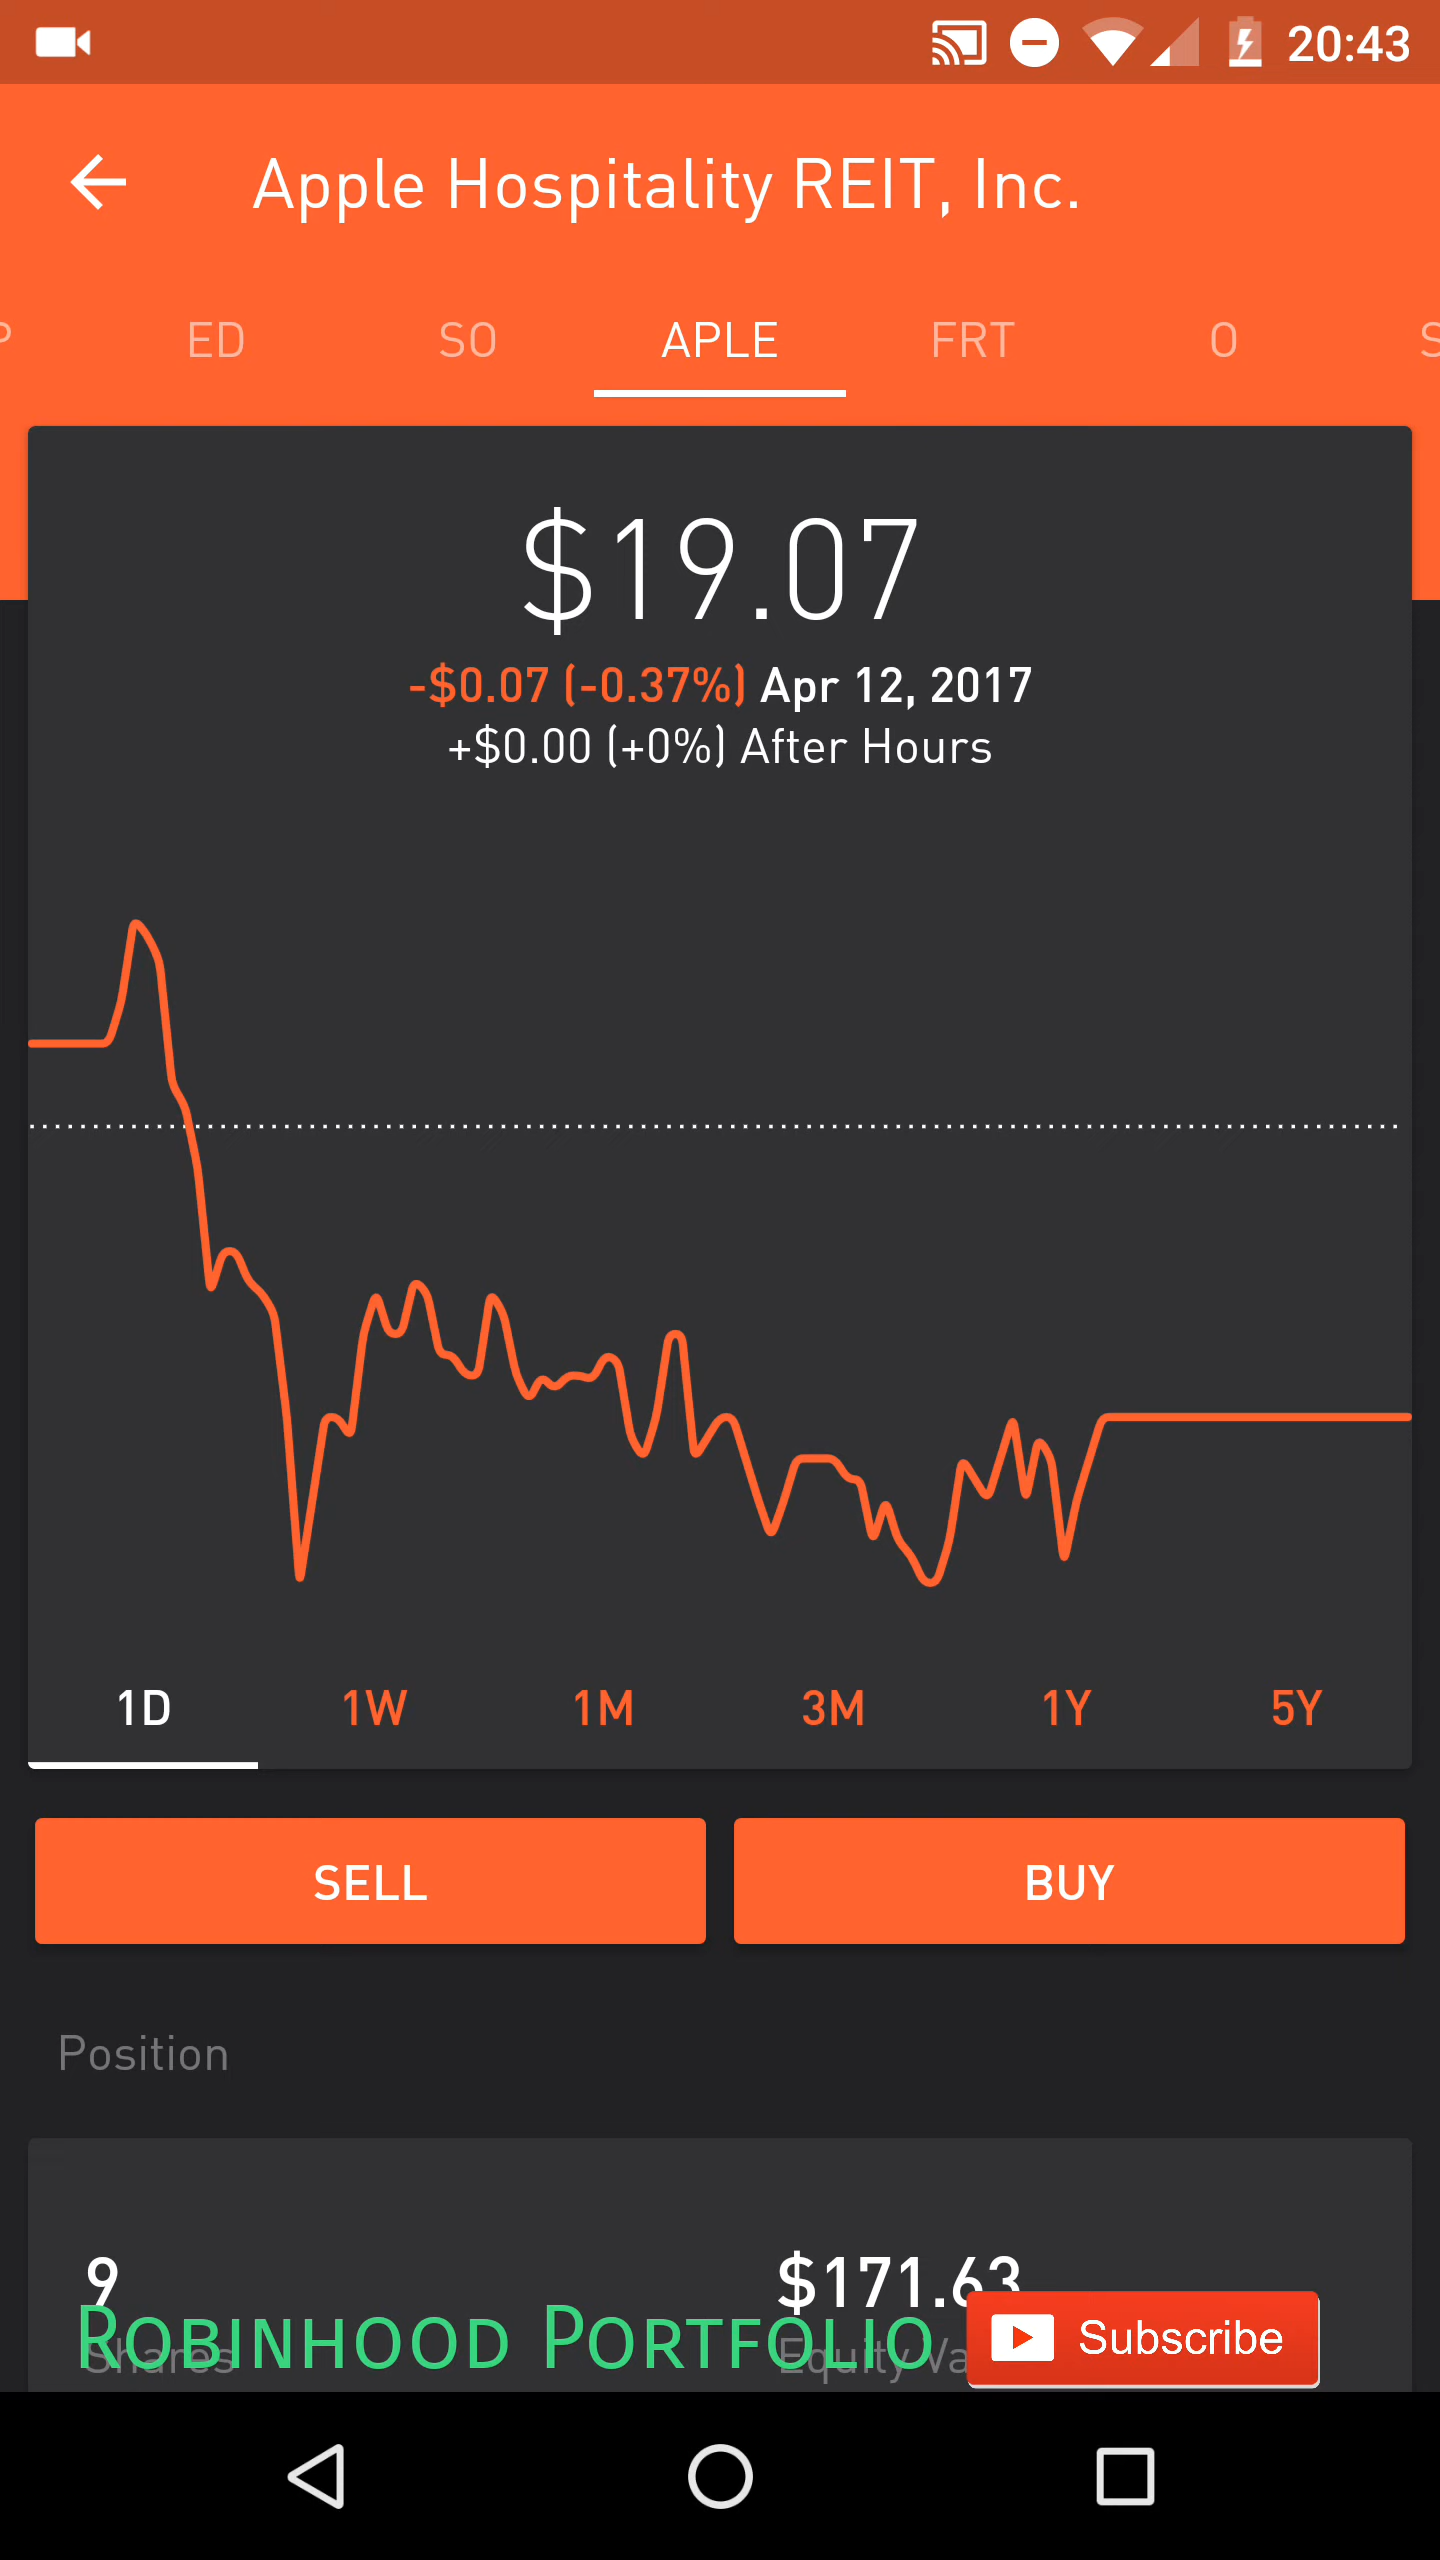 20:43
Apple Hospitality REIT, Inc.
ED SO APLE FRT O
$19.07
-$0.07 (-0.37%) Apr 12, 2017
+$0.00 (+0%) After Hours
1D 1W 1M 3M 1Y 5Y
SELL BUY
Position
9 $171.63
Shares Equity
Robinhood Portfolio
Subscribe